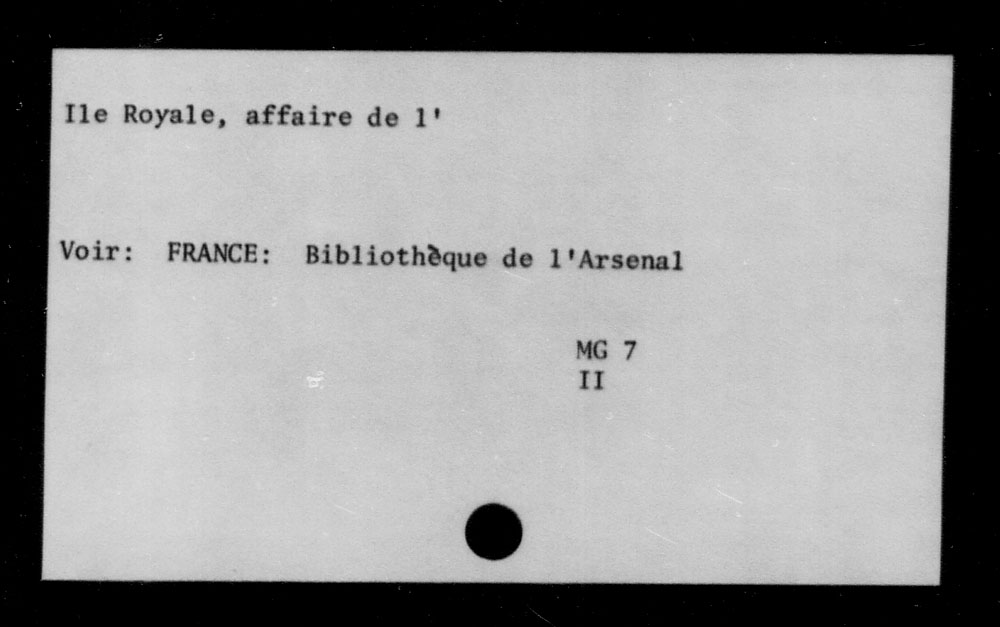 Ile Royale, affaire de l'
Voir: FRANCE: Bibliothèque de l'Arsenal
MG 7
II